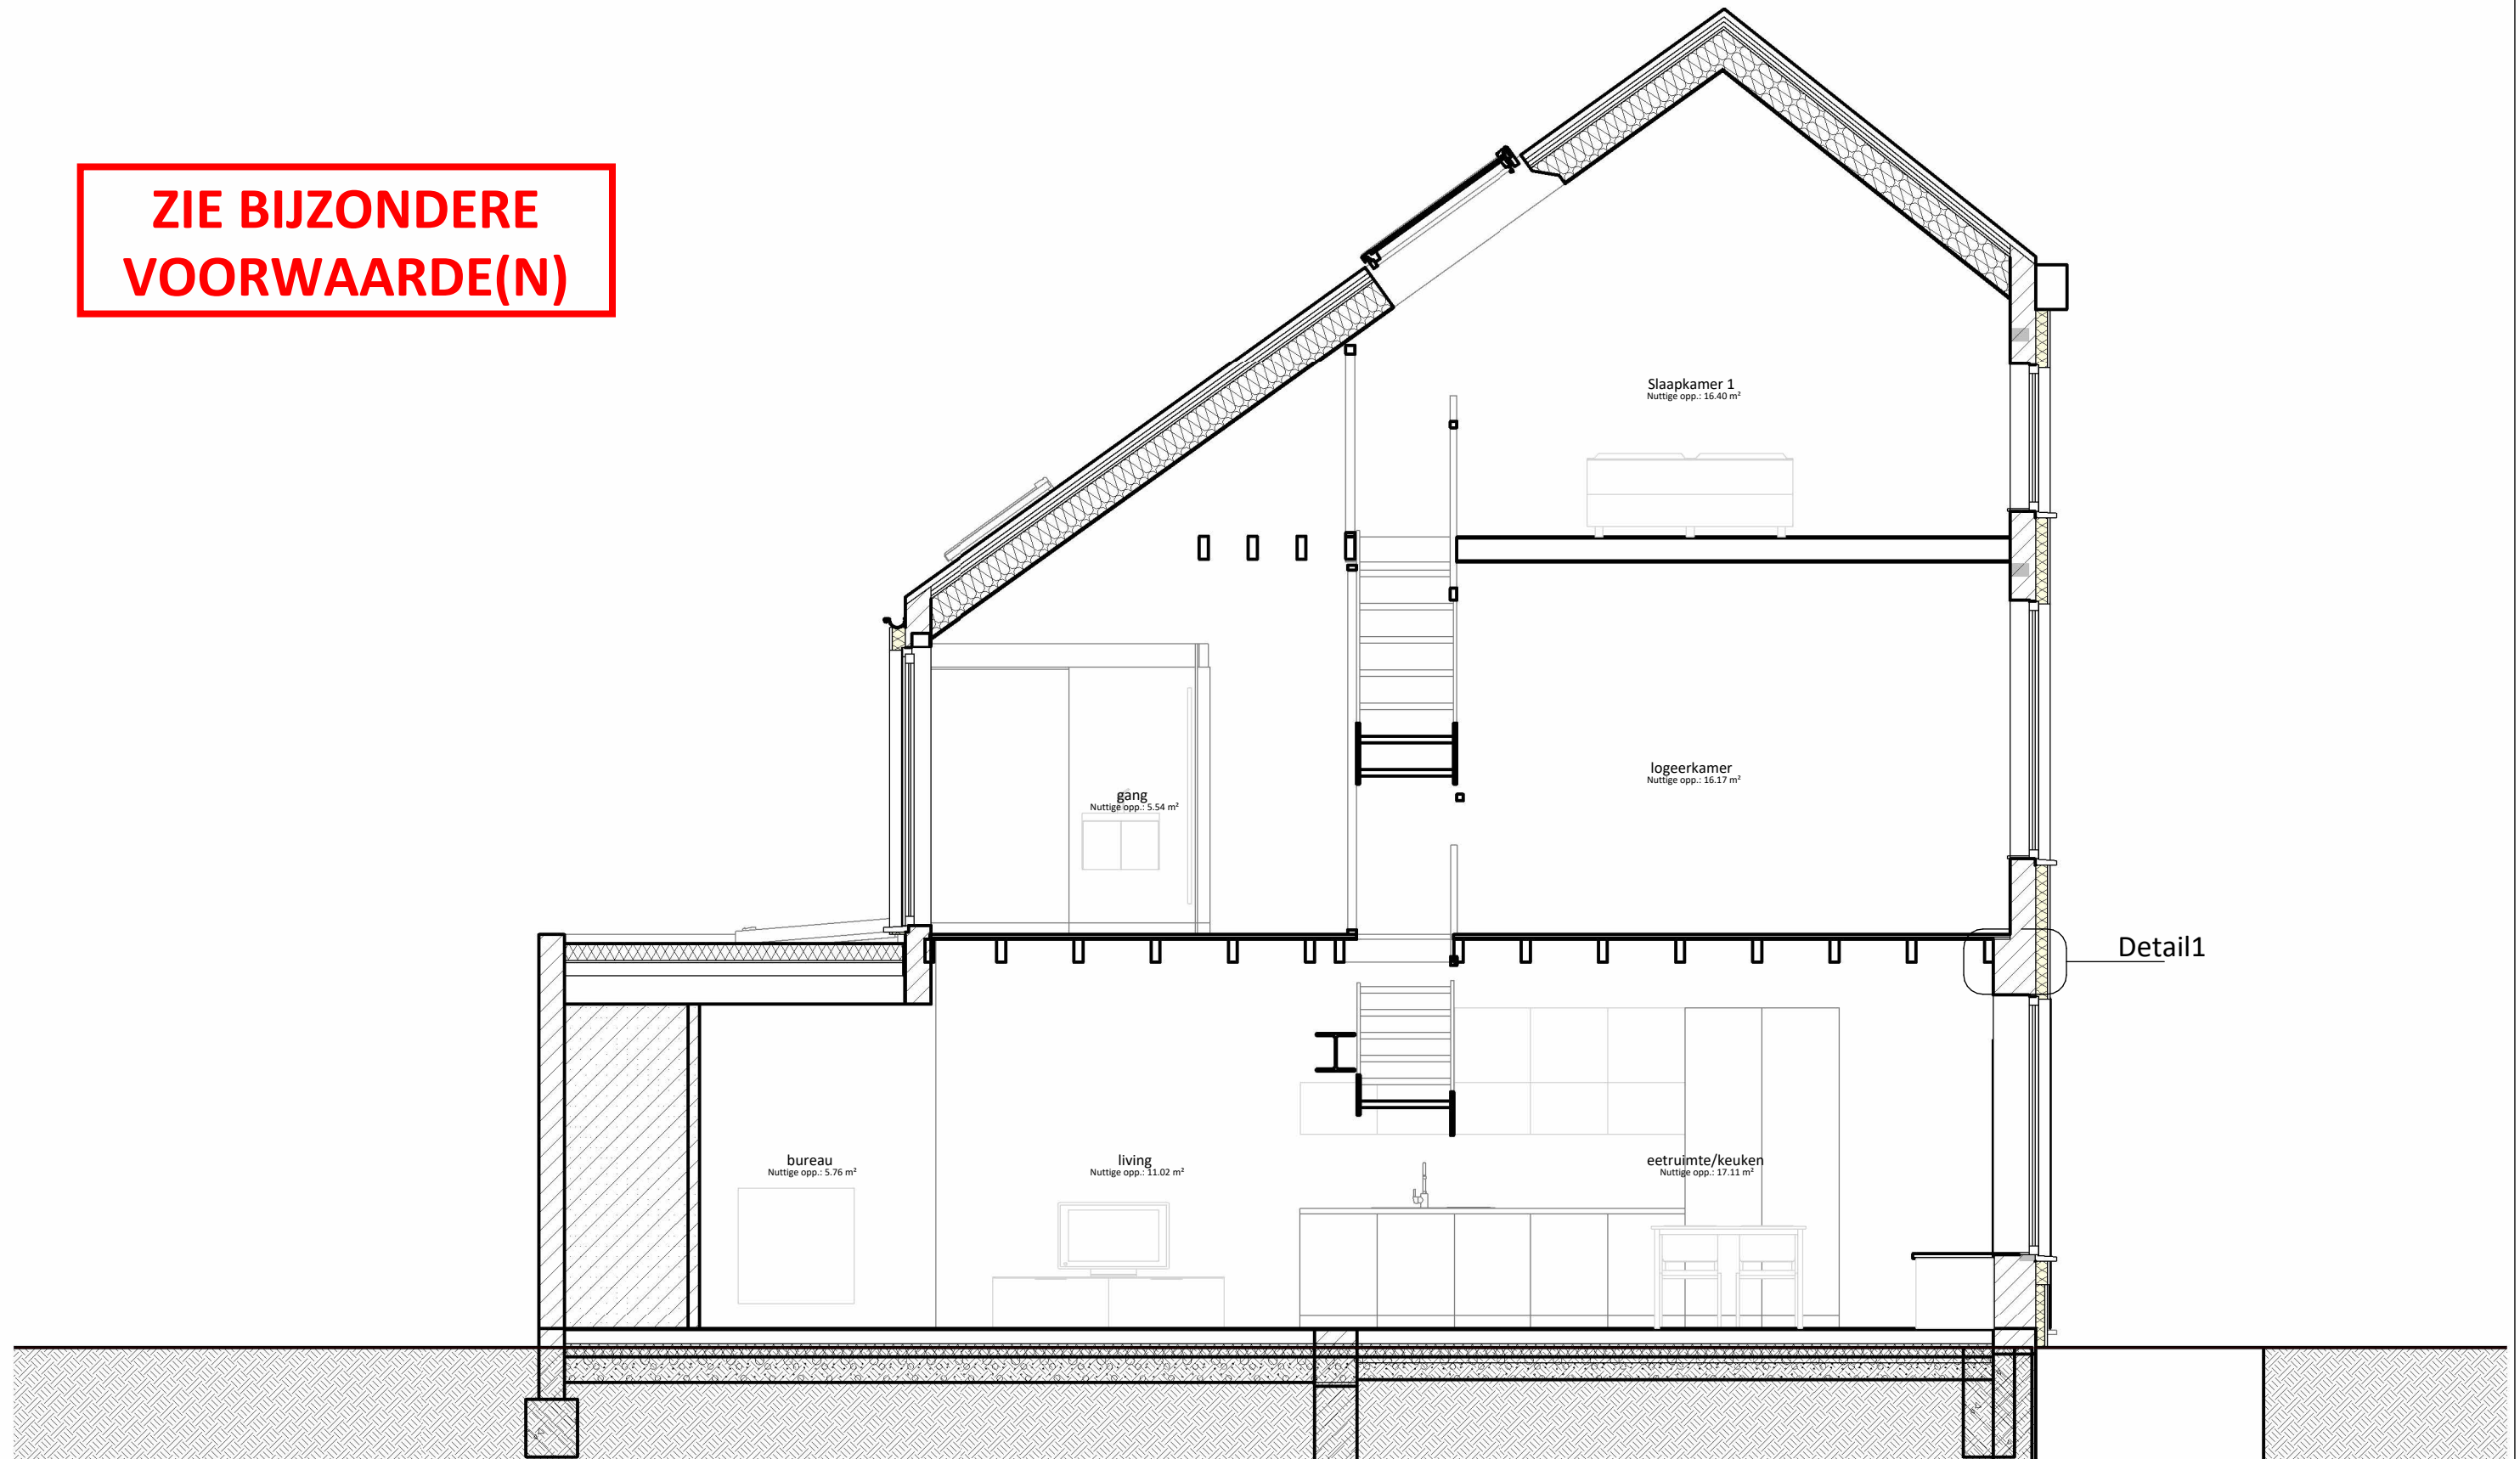 ZIE BIJZONDERE
VOORWAARDE(N)
Slaapkamer 1
Nuttige opp.: 16.40 m²
logeerkamer
Nuttige opp.: 16.17 m²
gang
Nuttige opp.: 5.54 m²
Detail1
bureau
Nuttige opp.: 5.76 m²
living
Nuttige opp.: 11.02 m²
eetruimte/keuken
Nuttige opp.: 17.11 m²